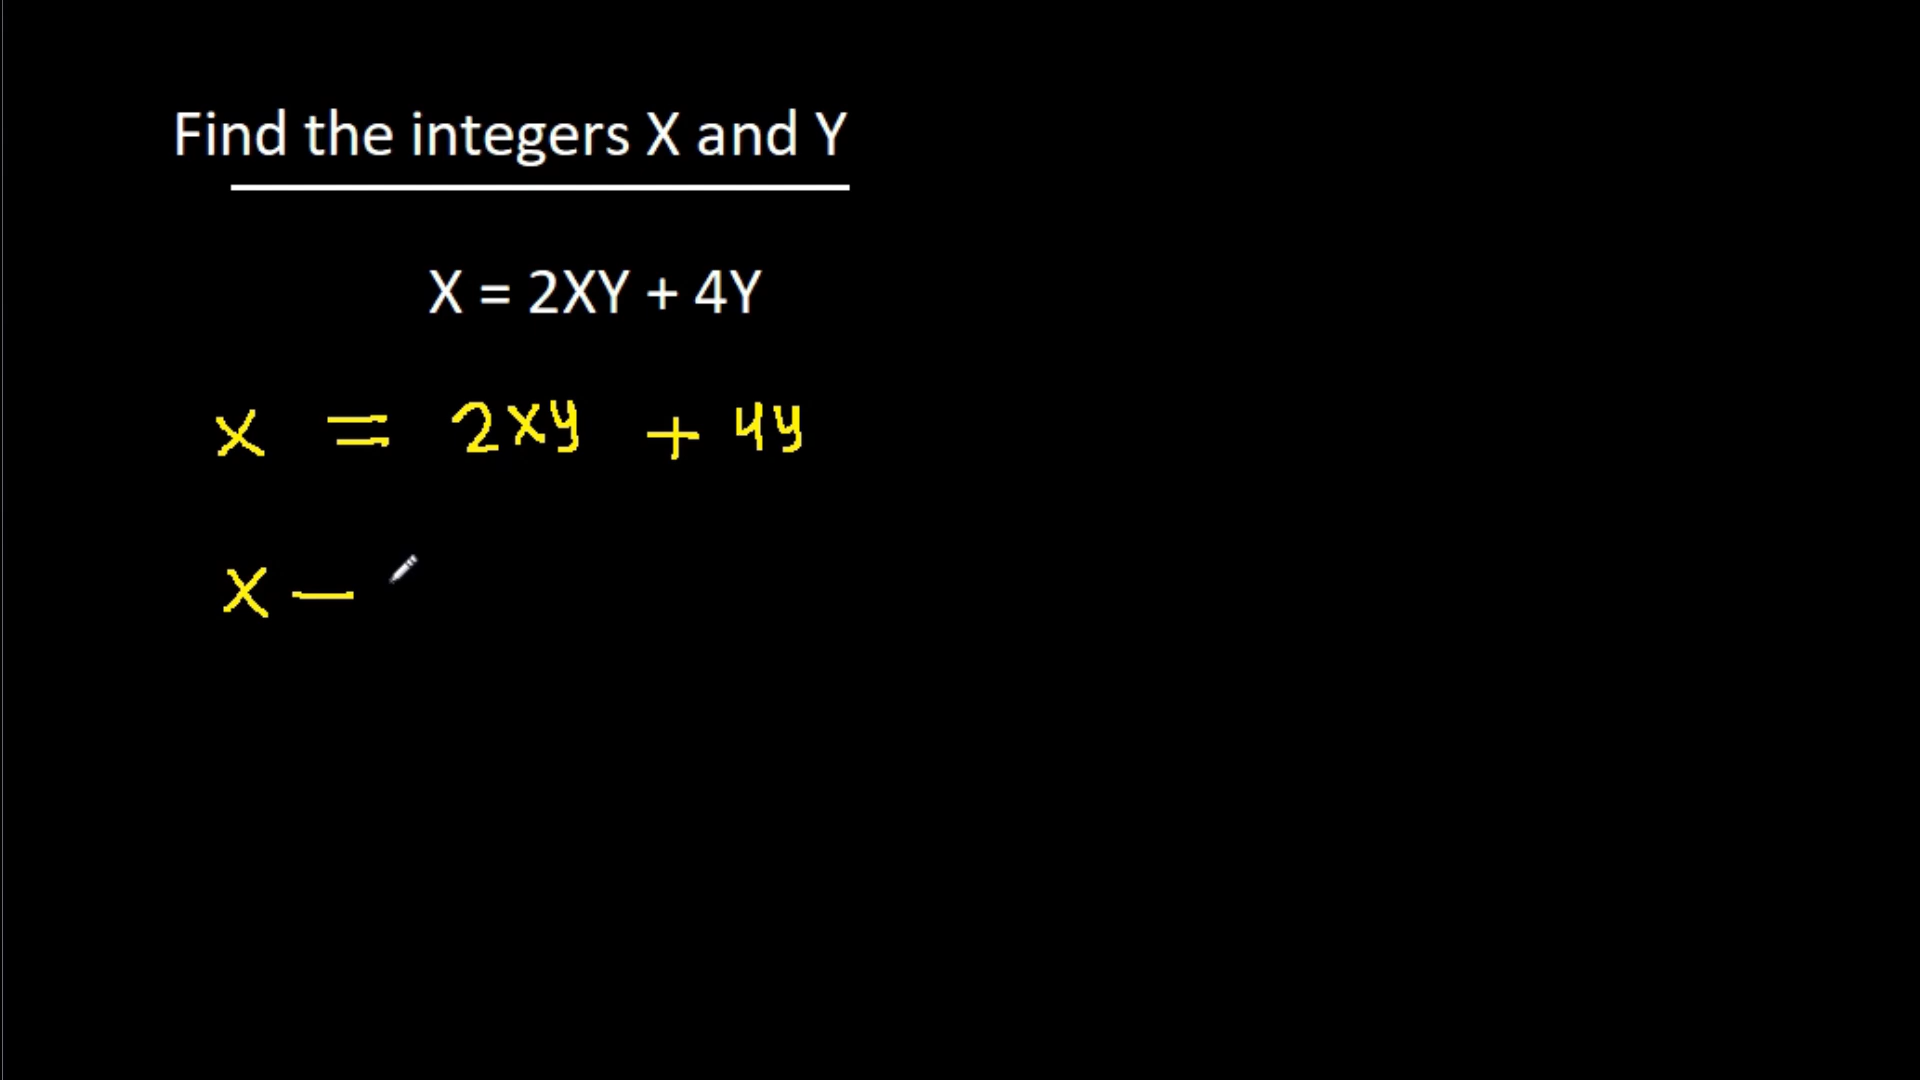 Find the integers X and Y
X = 2XY + 4Y
x = 2xy + 4y
x —